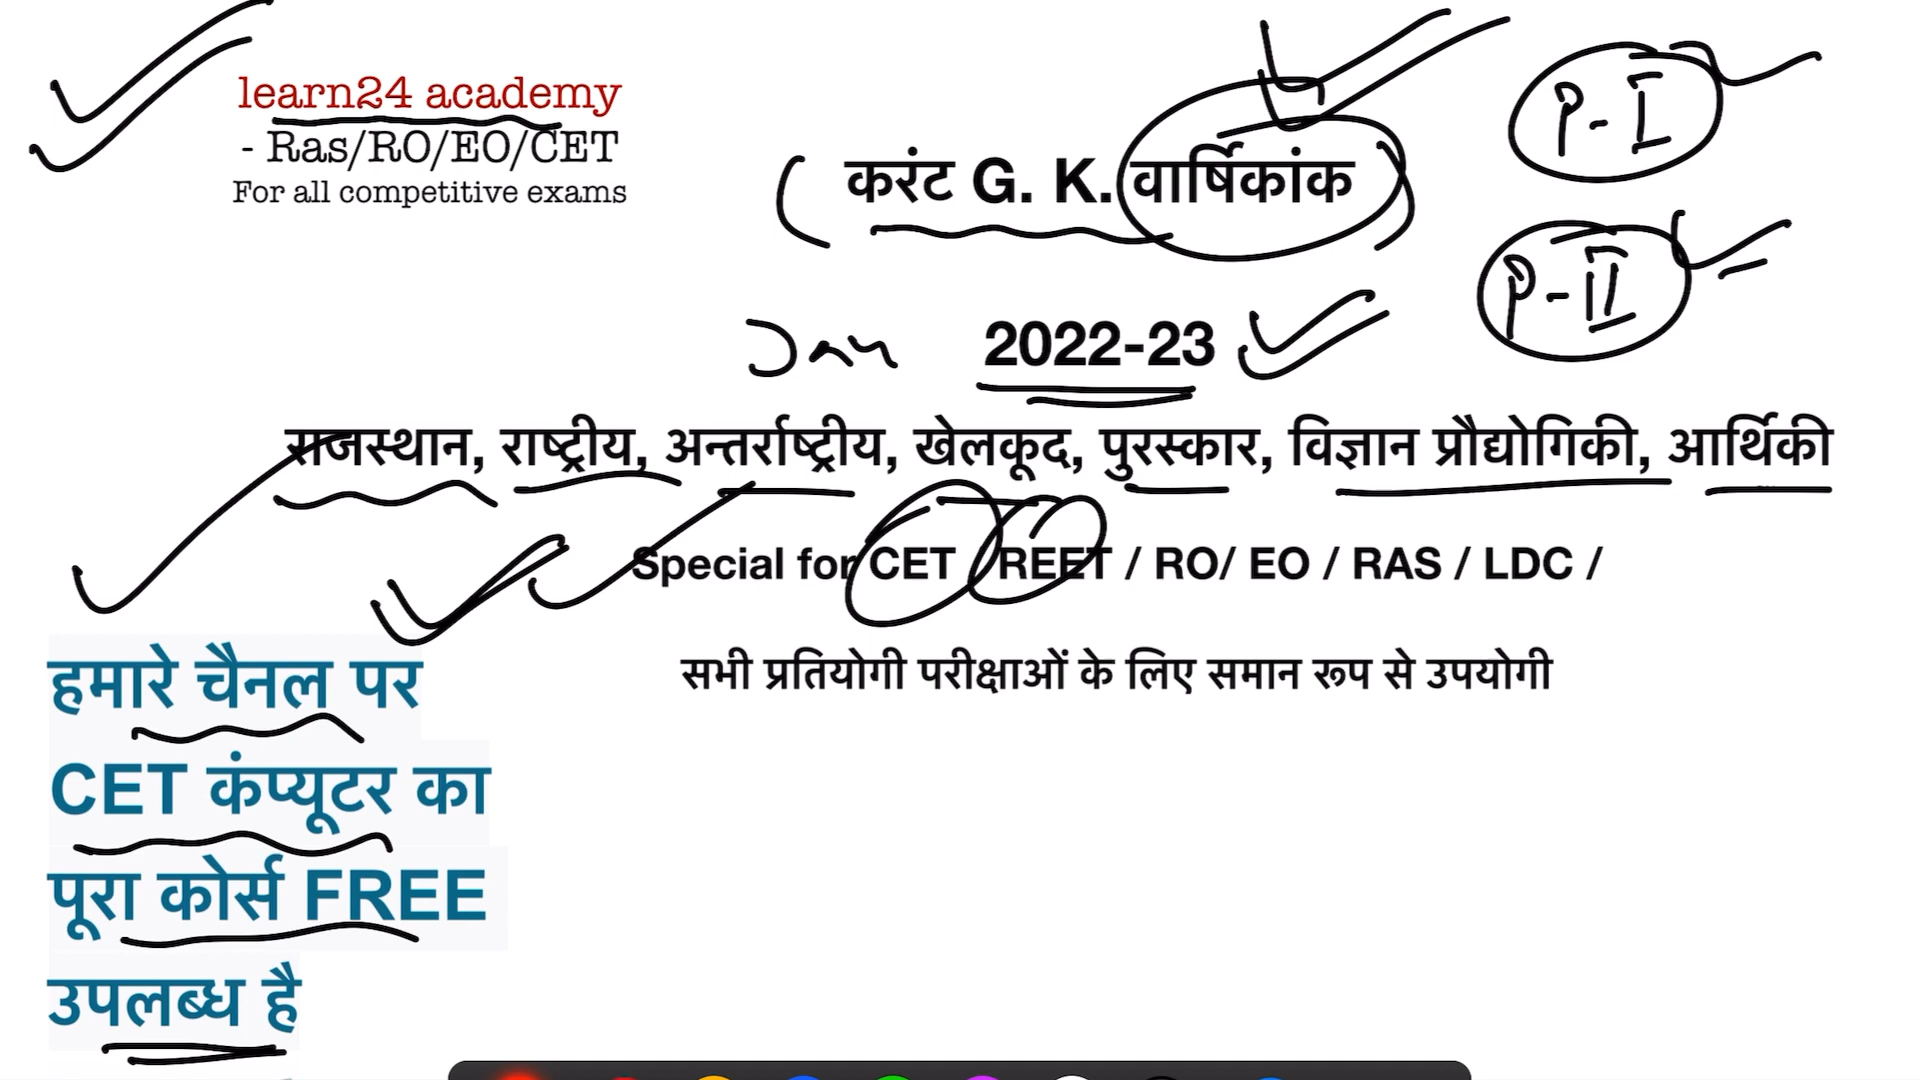 learn24 academy
- Ras/RO/EO/CET
For all competitive exams
करंट G. K. वार्षिकांक
P-I
P-II
Jan 2022-23
राजस्थान, राष्ट्रीय, अन्तर्राष्ट्रीय, खेलकूद, पुरस्कार, विज्ञान प्रौद्योगिकी, आर्थिकी
Special for CET / REET / RO/ EO / RAS / LDC /
सभी प्रतियोगी परीक्षाओं के लिए समान रूप से उपयोगी
हमारे चैनल पर
CET कंप्यूटर का
पूरा कोर्स FREE
उपलब्ध है